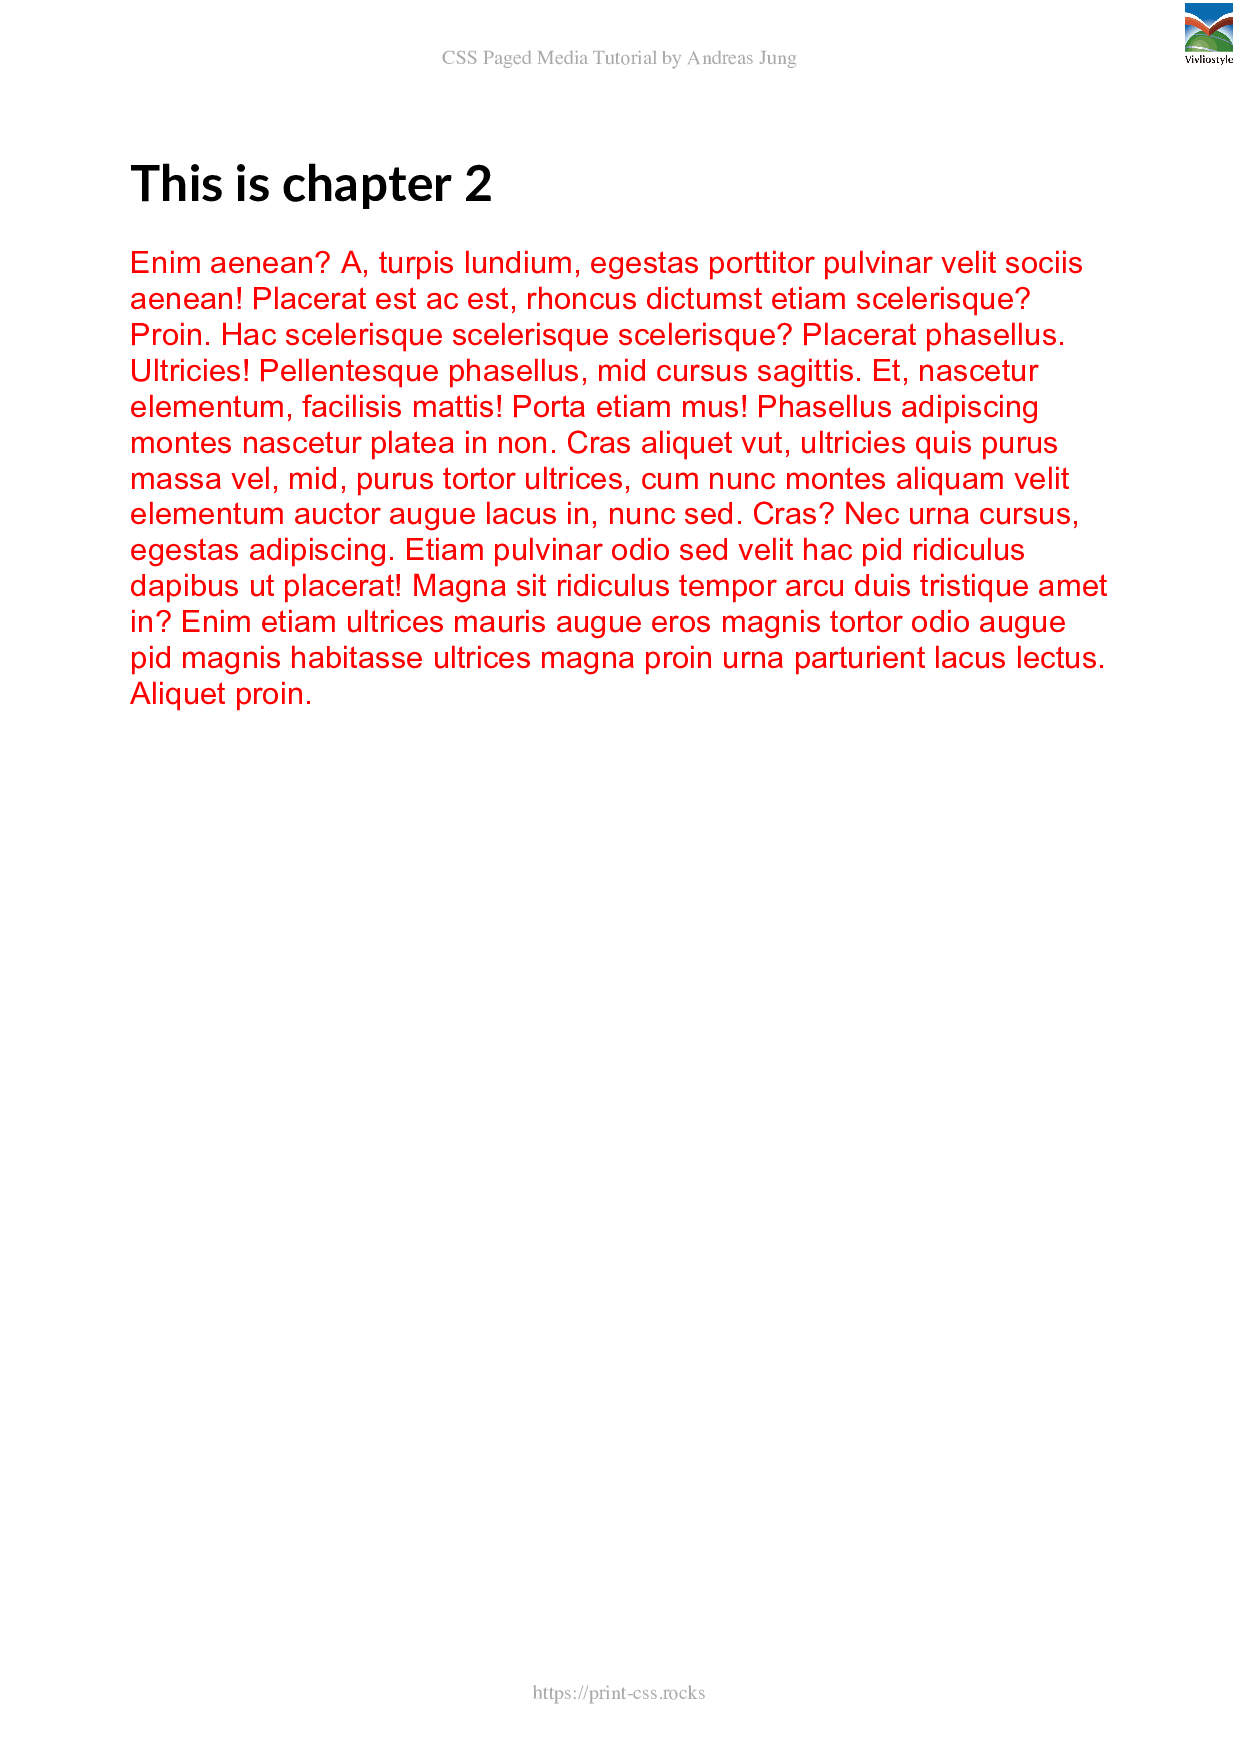 CSS Paged Media Tutorial by Andreas Jung
Vivliostyle
This is chapter 2
Enim aenean? A, turpis lundium, egestas porttitor pulvinar velit sociis
aenean! Placerat est ac est, rhoncus dictumst etiam scelerisque?
Proin. Hac scelerisque scelerisque scelerisque? Placerat phasellus.
Ultricies! Pellentesque phasellus, mid cursus sagittis. Et, nascetur
elementum, facilisis mattis! Porta etiam mus! Phasellus adipiscing
montes nascetur platea in non. Cras aliquet vut, ultricies quis purus
massa vel, mid, purus tortor ultrices, cum nunc montes aliquam velit
elementum auctor augue lacus in, nunc sed. Cras? Nec urna cursus,
egestas adipiscing. Etiam pulvinar odio sed velit hac pid ridiculus
dapibus ut placerat! Magna sit ridiculus tempor arcu duis tristique amet
in? Enim etiam ultrices mauris augue eros magnis tortor odio augue
pid magnis habitasse ultrices magna proin urna parturient lacus lectus.
Aliquet proin.
https://print-css.rocks